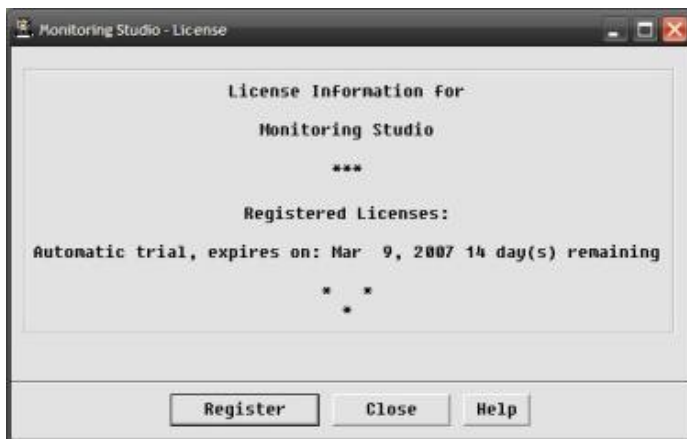 Monitoring Studio - License
License Information for
Monitoring Studio
***
Registered Licenses:
Automatic trial, expires on: Mar  9, 2007 14 day(s) remaining
*   *
*
Register
Close
Help